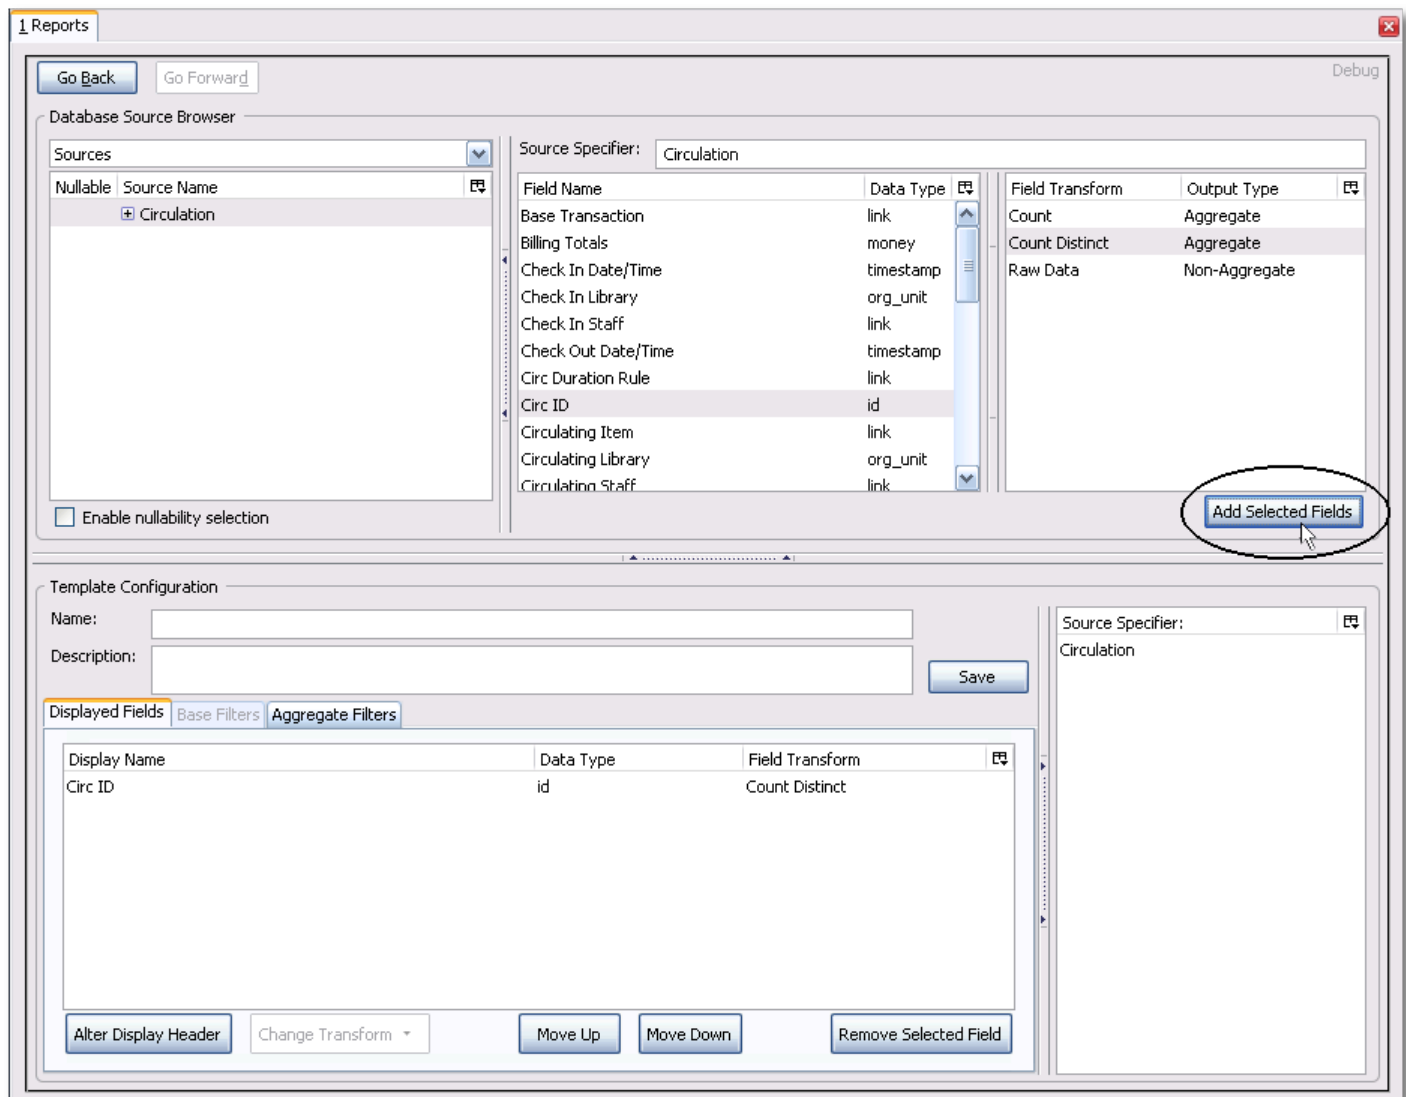 1 Reports
Go Back Go Forward Debug
Database Source Browser
Sources
Nullable Source Name
Circulation
Enable nullability selection
Source Specifier: Circulation
Field Name Data Type
Base Transaction link
Billing Totals money
Check In Date/Time timestamp
Check In Library org_unit
Check In Staff link
Check Out Date/Time timestamp
Circ Duration Rule link
Circ ID id
Circulating Item link
Circulating Library org_unit
Circulating Staff link
Field Transform Output Type
Count Aggregate
Count Distinct Aggregate
Raw Data Non-Aggregate
Add Selected Fields
Template Configuration
Name:
Description:
Save
Displayed Fields Base Filters Aggregate Filters
Display Name Data Type Field Transform
Circ ID id Count Distinct
Alter Display Header Change Transform Move Up Move Down Remove Selected Field
Source Specifier:
Circulation